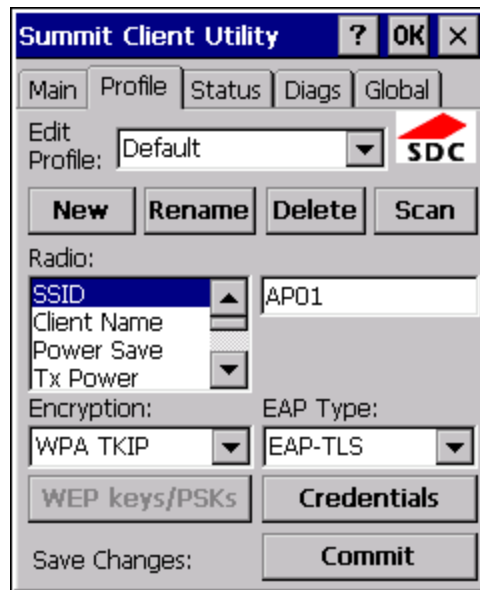 Summit Client Utility ? OK ×
Main Profile Status Diags Global
Edit
Profile: Default
SDC
New Rename Delete Scan
Radio:
SSID AP01
Client Name
Power Save
Tx Power
Encryption: EAP Type:
WPA TKIP EAP-TLS
WEP keys/PSKs Credentials
Save Changes: Commit